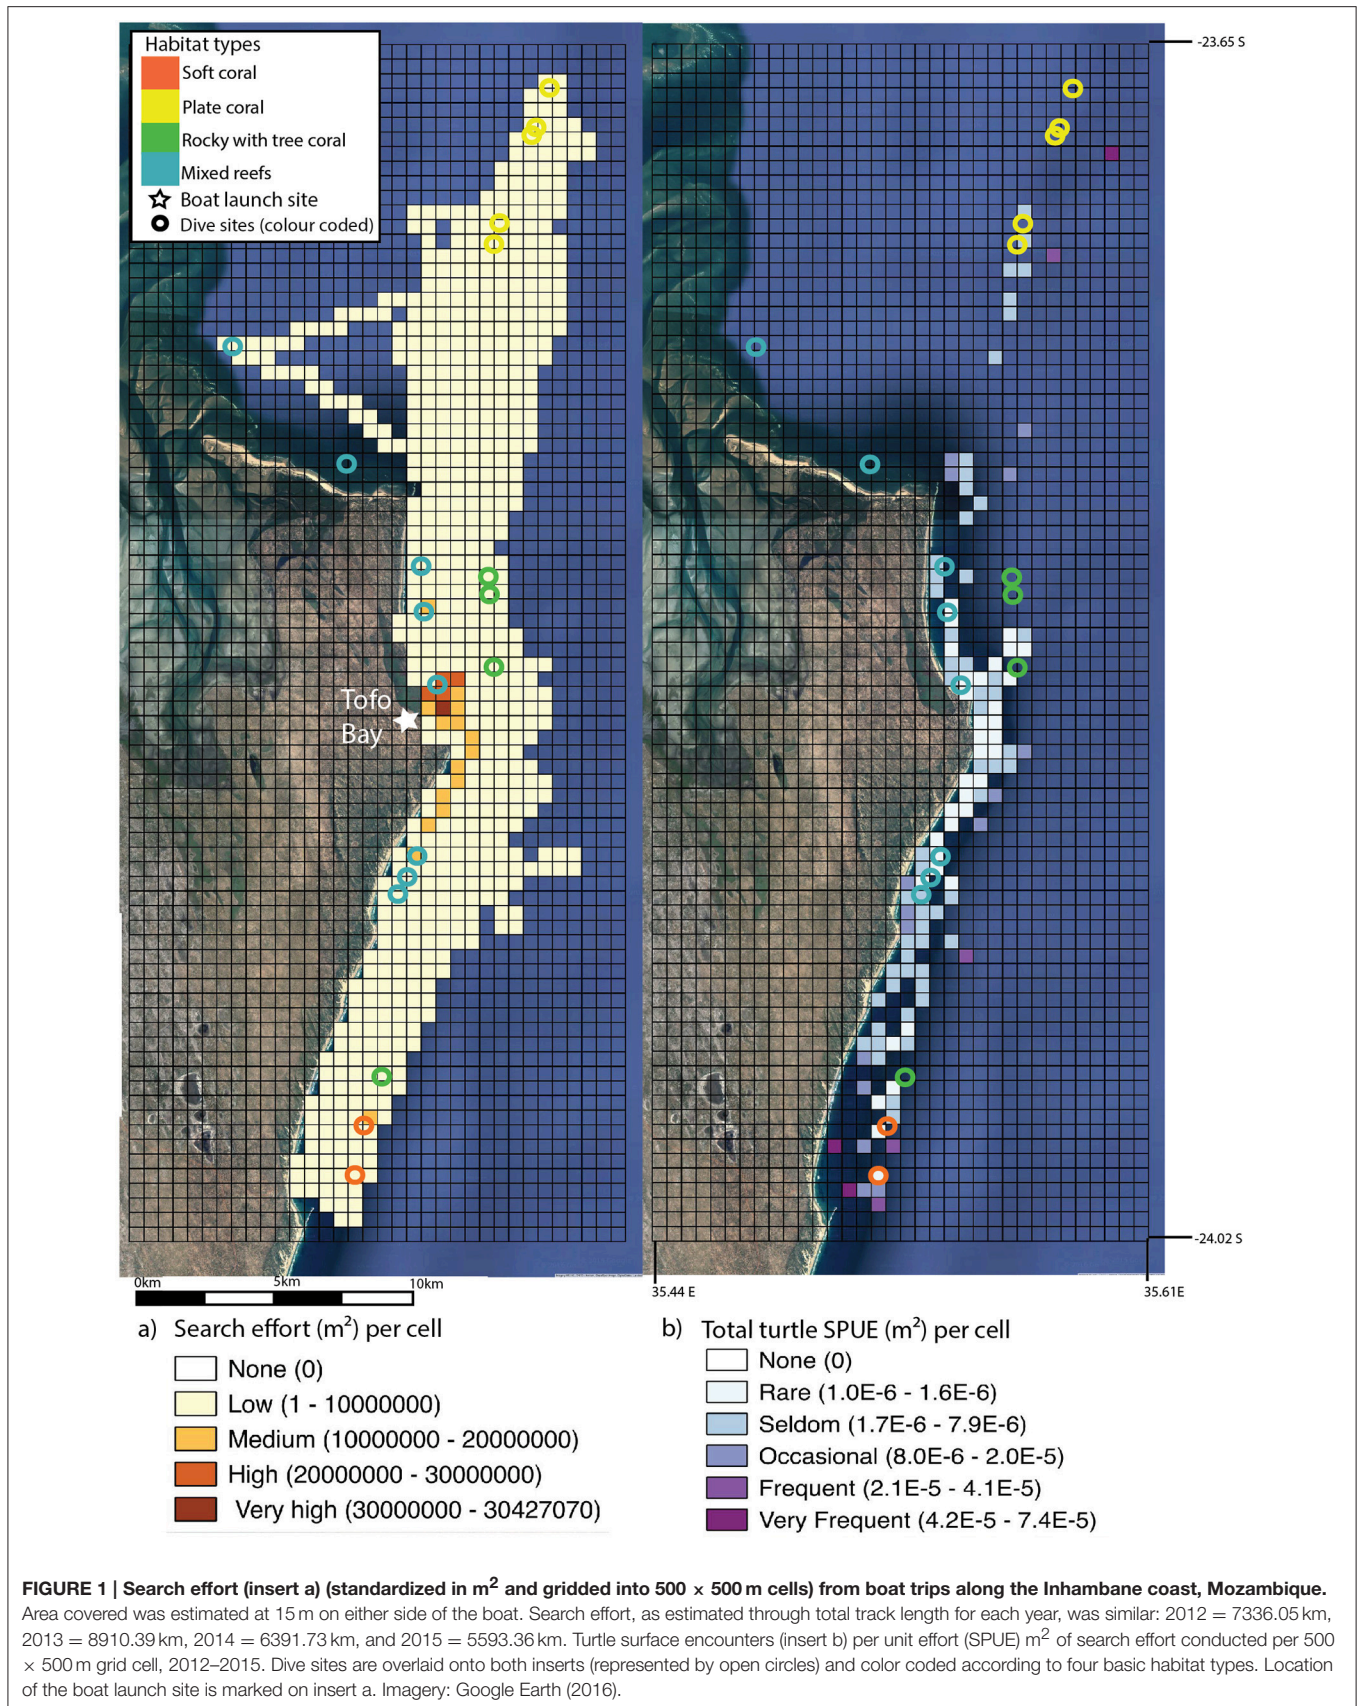 Habitat types
Soft coral
Plate coral
Rocky with tree coral
Mixed reefs
Boat launch site
Dive sites (colour coded)
-23.65 S
Tofo
Bay
-24.02 S
35.44 E
35.61E
0km 5km 10km
a) Search effort (m²) per cell
None (0)
Low (1 - 10000000)
Medium (10000000 - 20000000)
High (20000000 - 30000000)
Very high (30000000 - 30427070)
b) Total turtle SPUE (m²) per cell
None (0)
Rare (1.0E-6 - 1.6E-6)
Seldom (1.7E-6 - 7.9E-6)
Occasional (8.0E-6 - 2.0E-5)
Frequent (2.1E-5 - 4.1E-5)
Very Frequent (4.2E-5 - 7.4E-5)
FIGURE 1 | Search effort (insert a) (standardized in m² and gridded into 500 × 500 m cells) from boat trips along the Inhambane coast, Mozambique.
Area covered was estimated at 15 m on either side of the boat. Search effort, as estimated through total track length for each year, was similar: 2012 = 7336.05 km,
2013 = 8910.39 km, 2014 = 6391.73 km, and 2015 = 5593.36 km. Turtle surface encounters (insert b) per unit effort (SPUE) m² of search effort conducted per 500
× 500 m grid cell, 2012–2015. Dive sites are overlaid onto both inserts (represented by open circles) and color coded according to four basic habitat types. Location
of the boat launch site is marked on insert a. Imagery: Google Earth (2016).